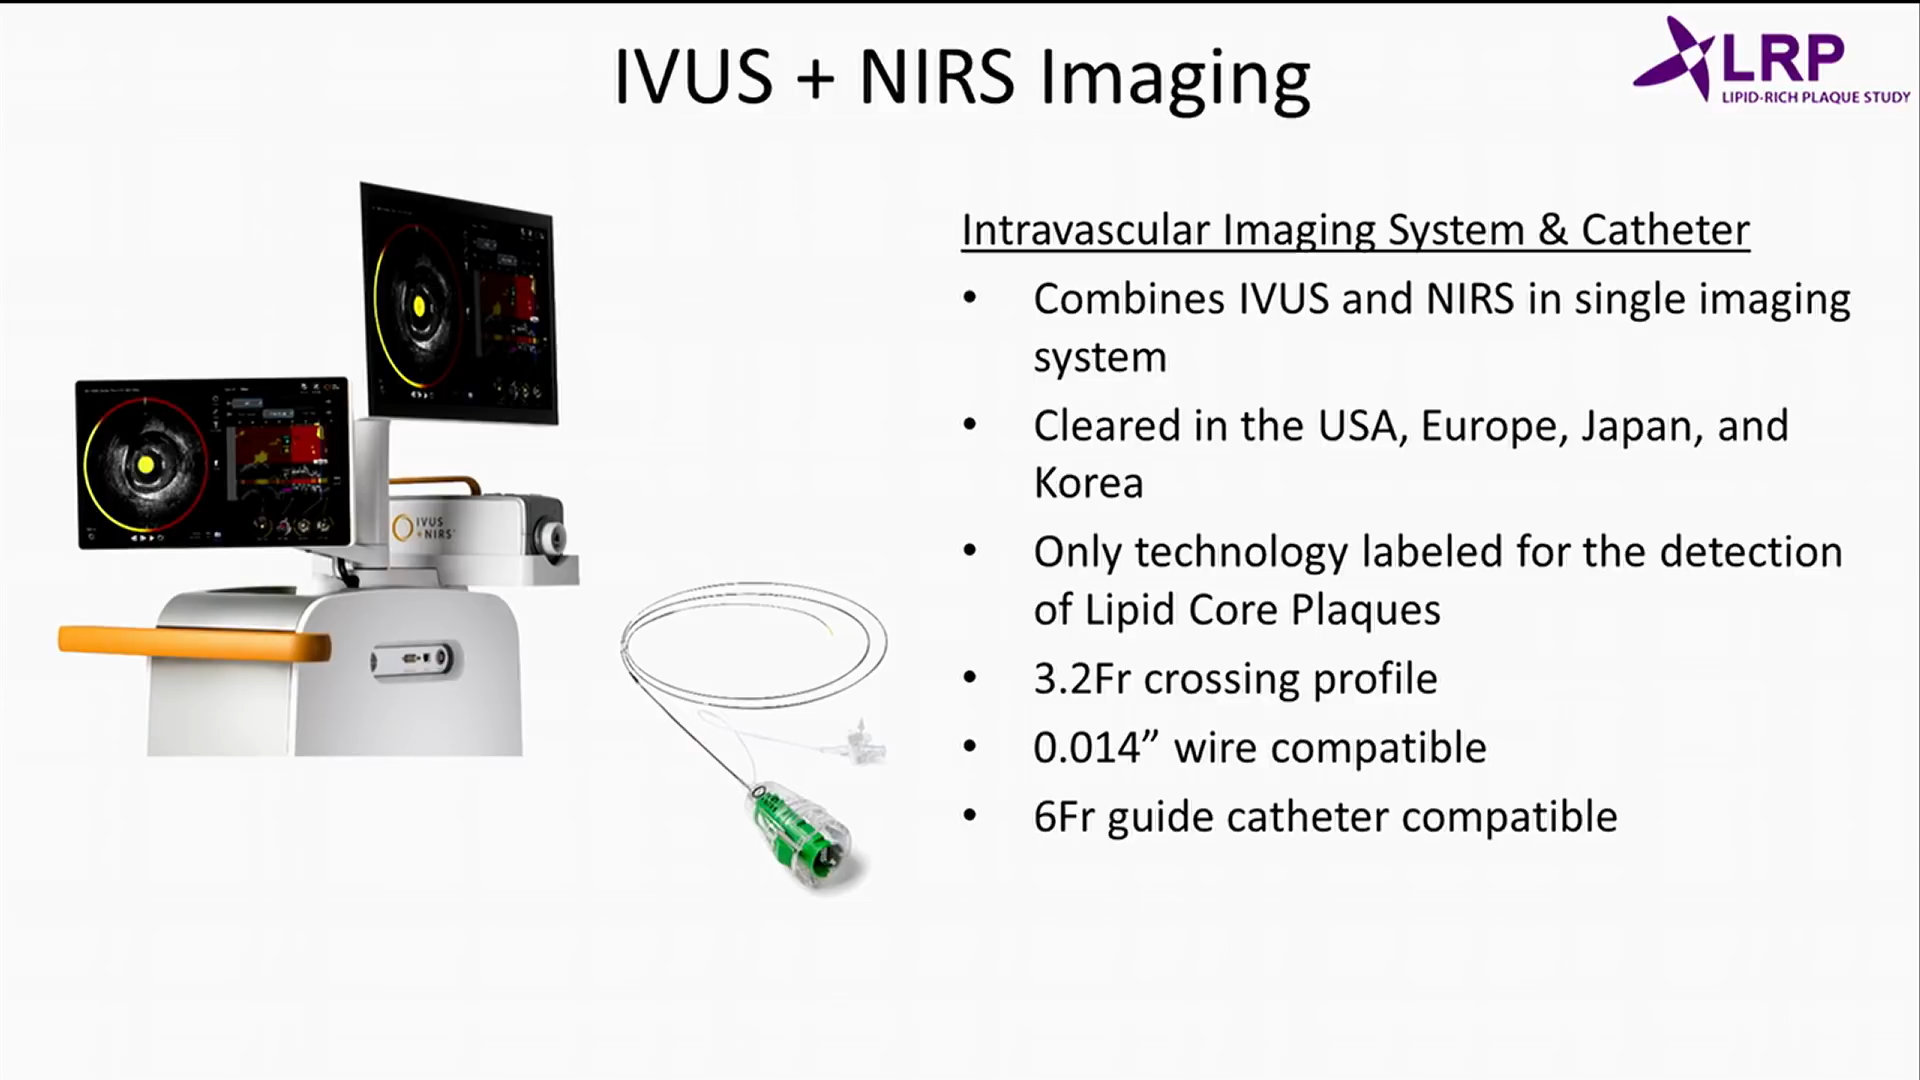 IVUS + NIRS Imaging
LRP
LIPID-RICH PLAQUE STUDY
Intravascular Imaging System & Catheter
• Combines IVUS and NIRS in single imaging
system
• Cleared in the USA, Europe, Japan, and
Korea
• Only technology labeled for the detection
of Lipid Core Plaques
• 3.2Fr crossing profile
• 0.014” wire compatible
• 6Fr guide catheter compatible
IVUS
+NIRS